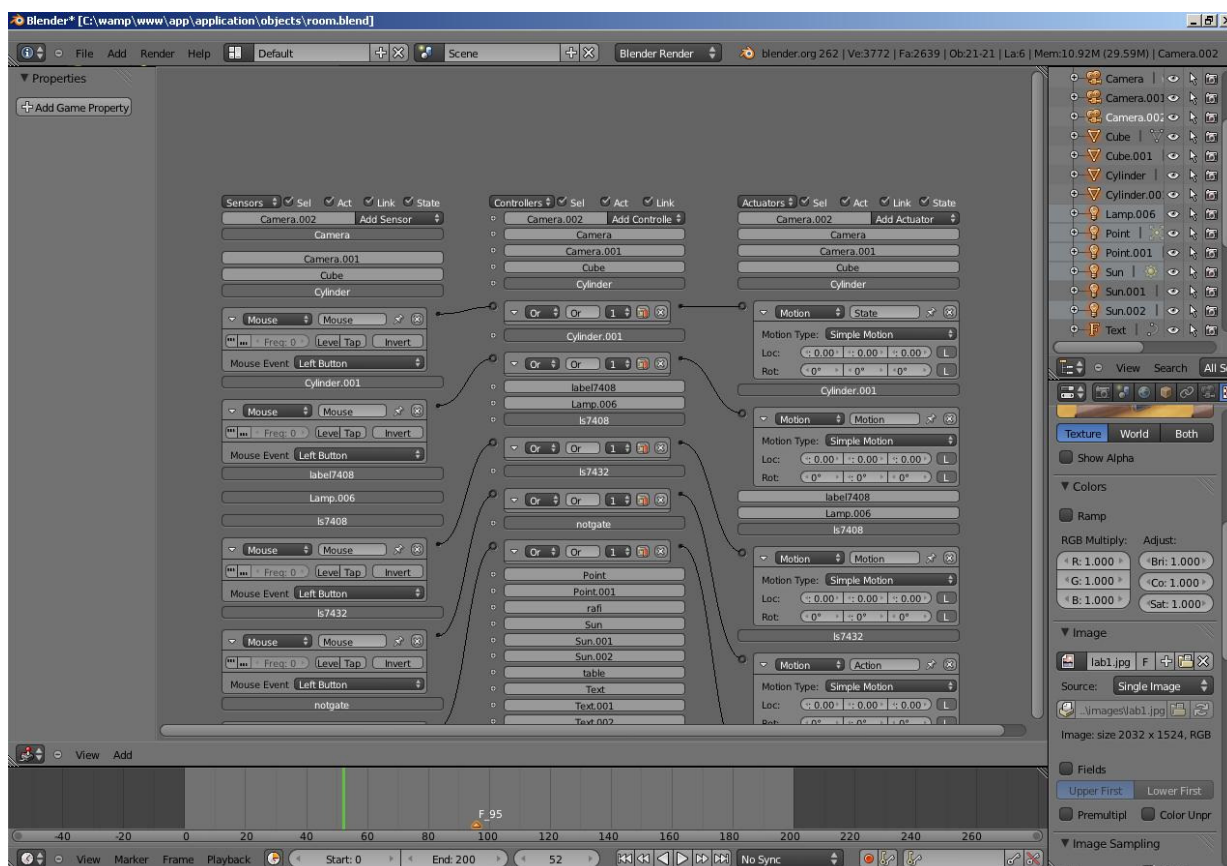 Blender* [C:\wamp\www\app\application\objects\room.blend]
File Add Render Help Default Scene Blender Render blender.org 262 | Ve:3772 | Fa:2639 | Ob:21-21 | La:6 | Mem:10.92M (29.59M) | Camera.002
Properties
Add Game Property
Sensors Sel Act Link State
Camera.002 Add Sensor
Camera
Camera.001
Cube
Cylinder
Mouse Mouse
Freq: 0 Level Tap Invert
Mouse Event Left Button
Cylinder.001
Mouse Mouse
Freq: 0 Level Tap Invert
Mouse Event Left Button
label7408
Lamp.006
ls7408
Mouse Mouse
Freq: 0 Level Tap Invert
Mouse Event Left Button
ls7432
Mouse Mouse
Freq: 0 Level Tap Invert
Mouse Event Left Button
notgate
Controllers Sel Act Link
Camera.002 Add Controlle
Camera
Camera.001
Cube
Cylinder
Or Or 1
Cylinder.001
Or Or 1
label7408
Lamp.006
ls7408
Or Or 1
ls7432
Or Or 1
notgate
Or Or 1
Point
Point.001
rafi
Sun
Sun.001
Sun.002
table
Text
Text.001
Text.002
Actuators Sel Act Link State
Camera.002 Add Actuator
Camera
Camera.001
Cube
Cylinder
Motion State
Motion Type: Simple Motion
Loc: 0.00 0.00 0.00 L
Rot: 0° 0° 0° L
Cylinder.001
Motion Motion
Motion Type: Simple Motion
Loc: 0.00 0.00 0.00 L
Rot: 0° 0° 0° L
label7408
Lamp.006
ls7408
Motion Motion
Motion Type: Simple Motion
Loc: 0.00 0.00 0.00 L
Rot: 0° 0° 0° L
ls7432
Motion Action
Motion Type: Simple Motion
Loc: 0.00 0.00 0.00 L
Rot: 0° 0° 0° L
Camera
Camera.001
Camera.002
Cube
Cube.001
Cylinder
Cylinder.00
Lamp.006
Point
Point.001
Sun
Sun.001
Sun.002
Text
View Search All S
Texture World Both
Show Alpha
Colors
Ramp
RGB Multiply: Adjust:
R: 1.000 Bri: 1.000
G: 1.000 Co: 1.000
B: 1.000 Sat: 1.000
Image
lab1.jpg F
Source: Single Image
..\images\lab1.jpg
Image: size 2032 x 1524, RGB
Fields
Upper First Lower First
Premultipl Color Unpr
Image Sampling
View Add
F_95
-40 -20 0 20 40 60 80 100 120 140 160 180 200 220 240 260
View Marker Frame Playback Start: 0 End: 200 52 No Sync